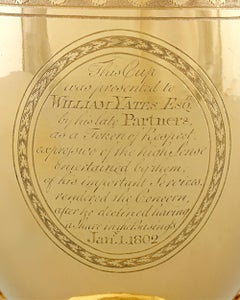 This Cup
was presented to
WILLIAM YATES Esq.
by his late Partners,
as a Token of Respect,
expressive of the high Sense
entertained by them,
of his important Services,
rendered the Concern,
after he declined having
a Share in the Business
Jan. 1. 1802